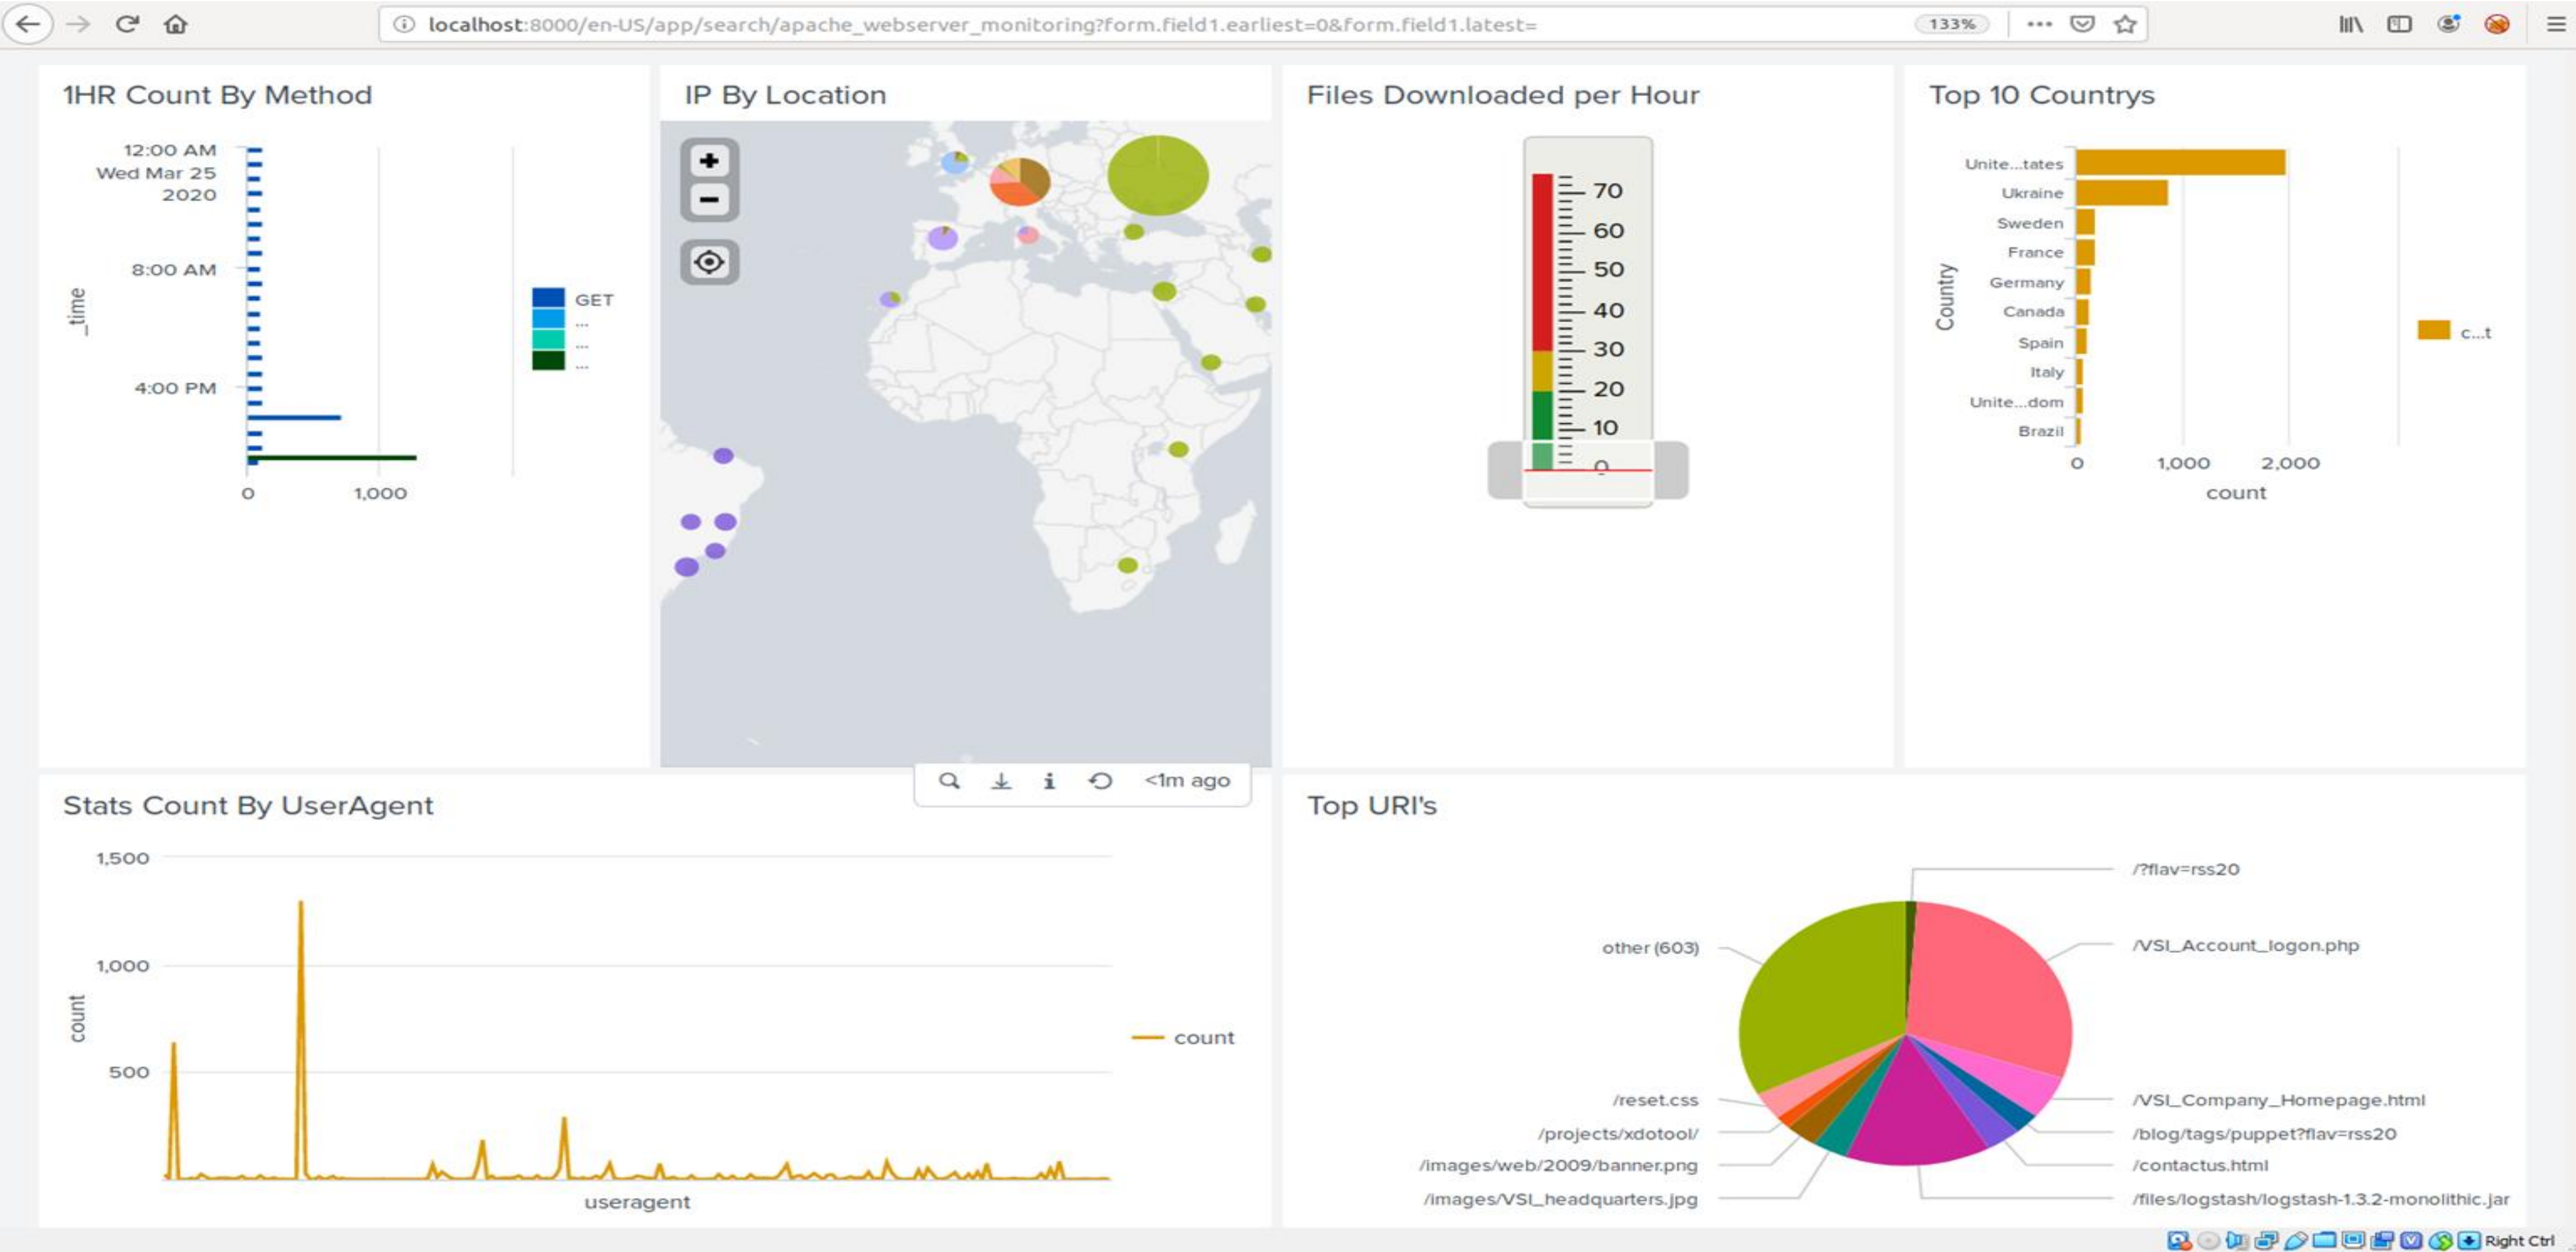 localhost:8000/en-US/app/search/apache_webserver_monitoring?form.field1.earliest=0&form.field1.latest=
133%
1HR Count By Method
12:00 AM
Wed Mar 25
2020
8:00 AM
4:00 PM
_time
0
1,000
GET
...
...
...
IP By Location
Files Downloaded per Hour
70
60
50
40
30
20
10
0
Top 10 Countrys
Unite...tates
Ukraine
Sweden
France
Germany
Canada
Spain
Italy
Unite...dom
Brazil
Country
0
1,000
2,000
count
c...t
<1m ago
Stats Count By UserAgent
1,500
1,000
500
count
useragent
count
Top URI's
/?flav=rss20
other (603)
/VSI_Account_logon.php
/reset.css
/VSI_Company_Homepage.html
/projects/xdotool/
/blog/tags/puppet?flav=rss20
/images/web/2009/banner.png
/contactus.html
/images/VSI_headquarters.jpg
/files/logstash/logstash-1.3.2-monolithic.jar
Right Ctrl